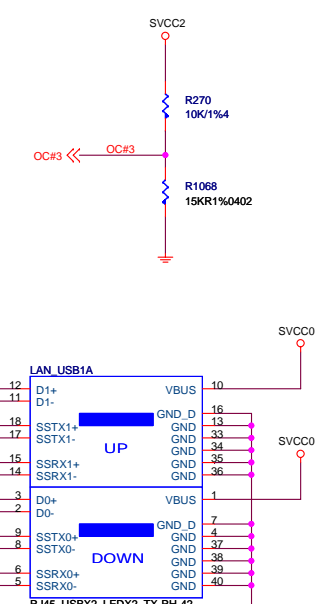 SVCC2
R270
10K/1%4
OC#3 OC#3
R1068
15KR1%0402
SVCC0
LAN_USB1A
12 D1+ VBUS 10
11 D1-
GND_D 16
18 SSTX1+ GND 13
17 SSTX1- GND 33
UP GND 34
15 SSRX1+ GND 35
14 SSRX1- GND 36
SVCC0
3 D0+ VBUS 1
2 D0-
GND_D 7
9 SSTX0+ GND 4
8 SSTX0- GND 37
DOWN GND 38
6 SSRX0+ GND 39
5 SSRX0- GND 40
RJ45_USBX2_LEDX2_TX-RH-42